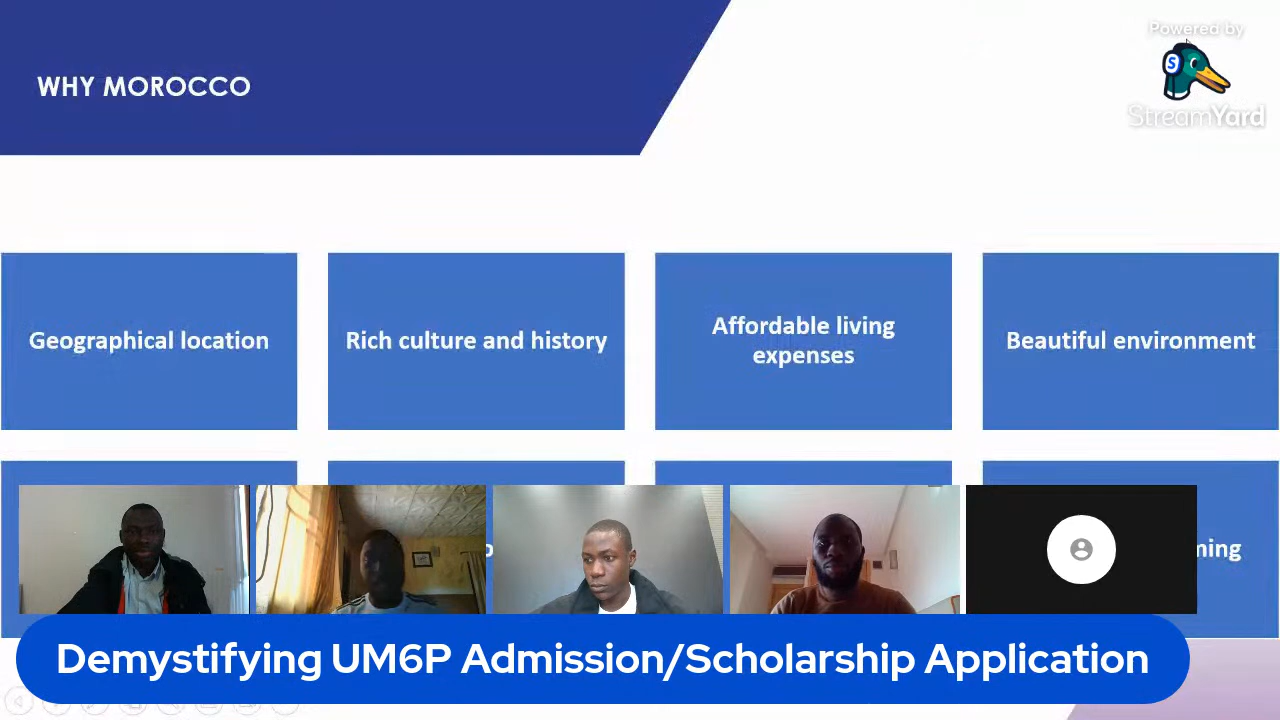 Powered by
StreamYard
WHY MOROCCO
Geographical location
Rich culture and history
Affordable living
expenses
Beautiful environment
Demystifying UM6P Admission/Scholarship Application